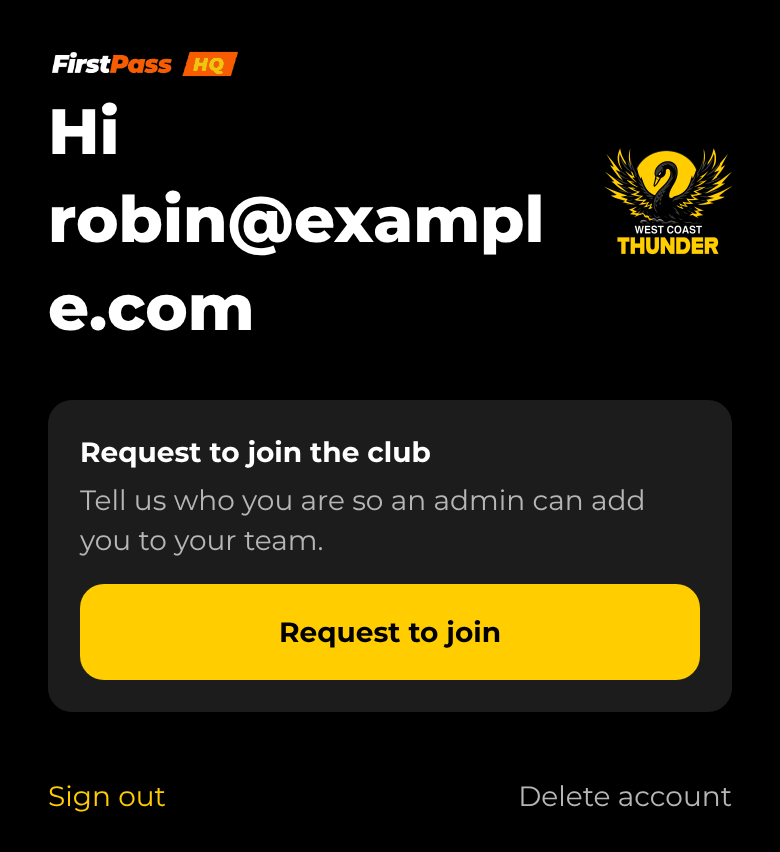 FirstPass HQ
Hi
robin@exampl
e.com
WEST COAST
THUNDER
Request to join the club
Tell us who you are so an admin can add
you to your team.
Request to join
Sign out
Delete account